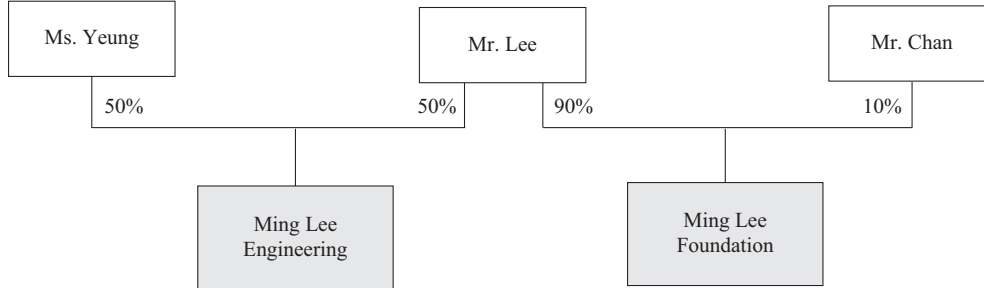 Ms. Yeung
Mr. Lee
Mr. Chan
50%
50%
90%
10%
Ming Lee
Engineering
Ming Lee
Foundation